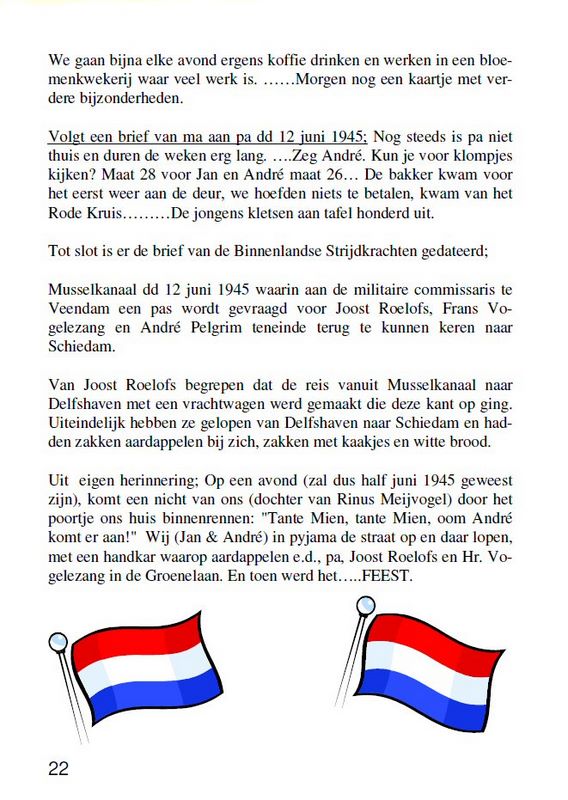 We gaan bijna elke avond ergens koffie drinken en werken in een bloe-
menkwekerij waar veel werk is. ……Morgen nog een kaartje met ver-
dere bijzonderheden.
Volgt een brief van ma aan pa dd 12 juni 1945; Nog steeds is pa niet
thuis en duren de weken erg lang. ….Zeg André. Kun je voor klompjes
kijken? Maat 28 voor Jan en André maat 26… De bakker kwam voor
het eerst weer aan de deur, we hoefden niets te betalen, kwam van het
Rode Kruis………De jongens kletsen aan tafel honderd uit.
Tot slot is er de brief van de Binnenlandse Strijdkrachten gedateerd;
Musselkanaal dd 12 juni 1945 waarin aan de militaire commissaris te
Veendam een pas wordt gevraagd voor Joost Roelofs, Frans Vo-
gelezang en André Pelgrim teneinde terug te kunnen keren naar
Schiedam.
Van Joost Roelofs begrepen dat de reis vanuit Musselkanaal naar
Delfshaven met een vrachtwagen werd gemaakt die deze kant op ging.
Uiteindelijk hebben ze gelopen van Delfshaven naar Schiedam en had-
den zakken aardappelen bij zich, zakken met kaakjes en witte brood.
Uit eigen herinnering; Op een avond (zal dus half juni 1945 geweest
zijn), komt een nicht van ons (dochter van Rinus Meijvogel) door het
poortje ons huis binnenrennen: "Tante Mien, tante Mien, oom André
komt er aan!" Wij (Jan & André) in pyjama de straat op en daar lopen,
met een handkar waarop aardappelen e.d., pa, Joost Roelofs en Hr. Vo-
gelezang in de Groenelaan. En toen werd het…..FEEST.
22